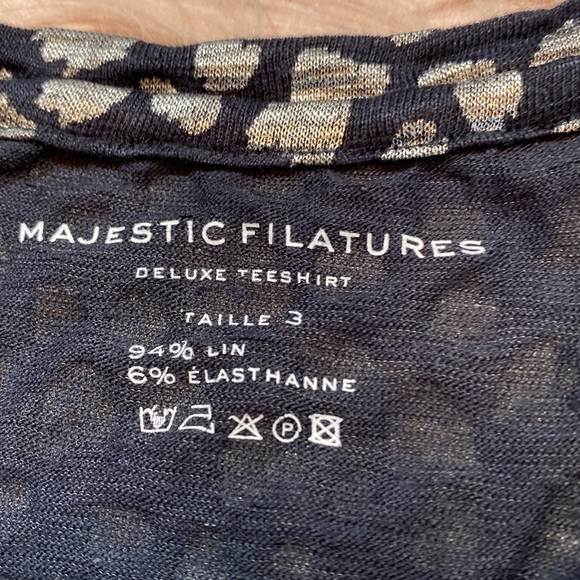 MAJESTIC FILATURES
DELUXE TEESHIRT
TAILLE 3
94% LIN
6% ÉLASTHANNE
P